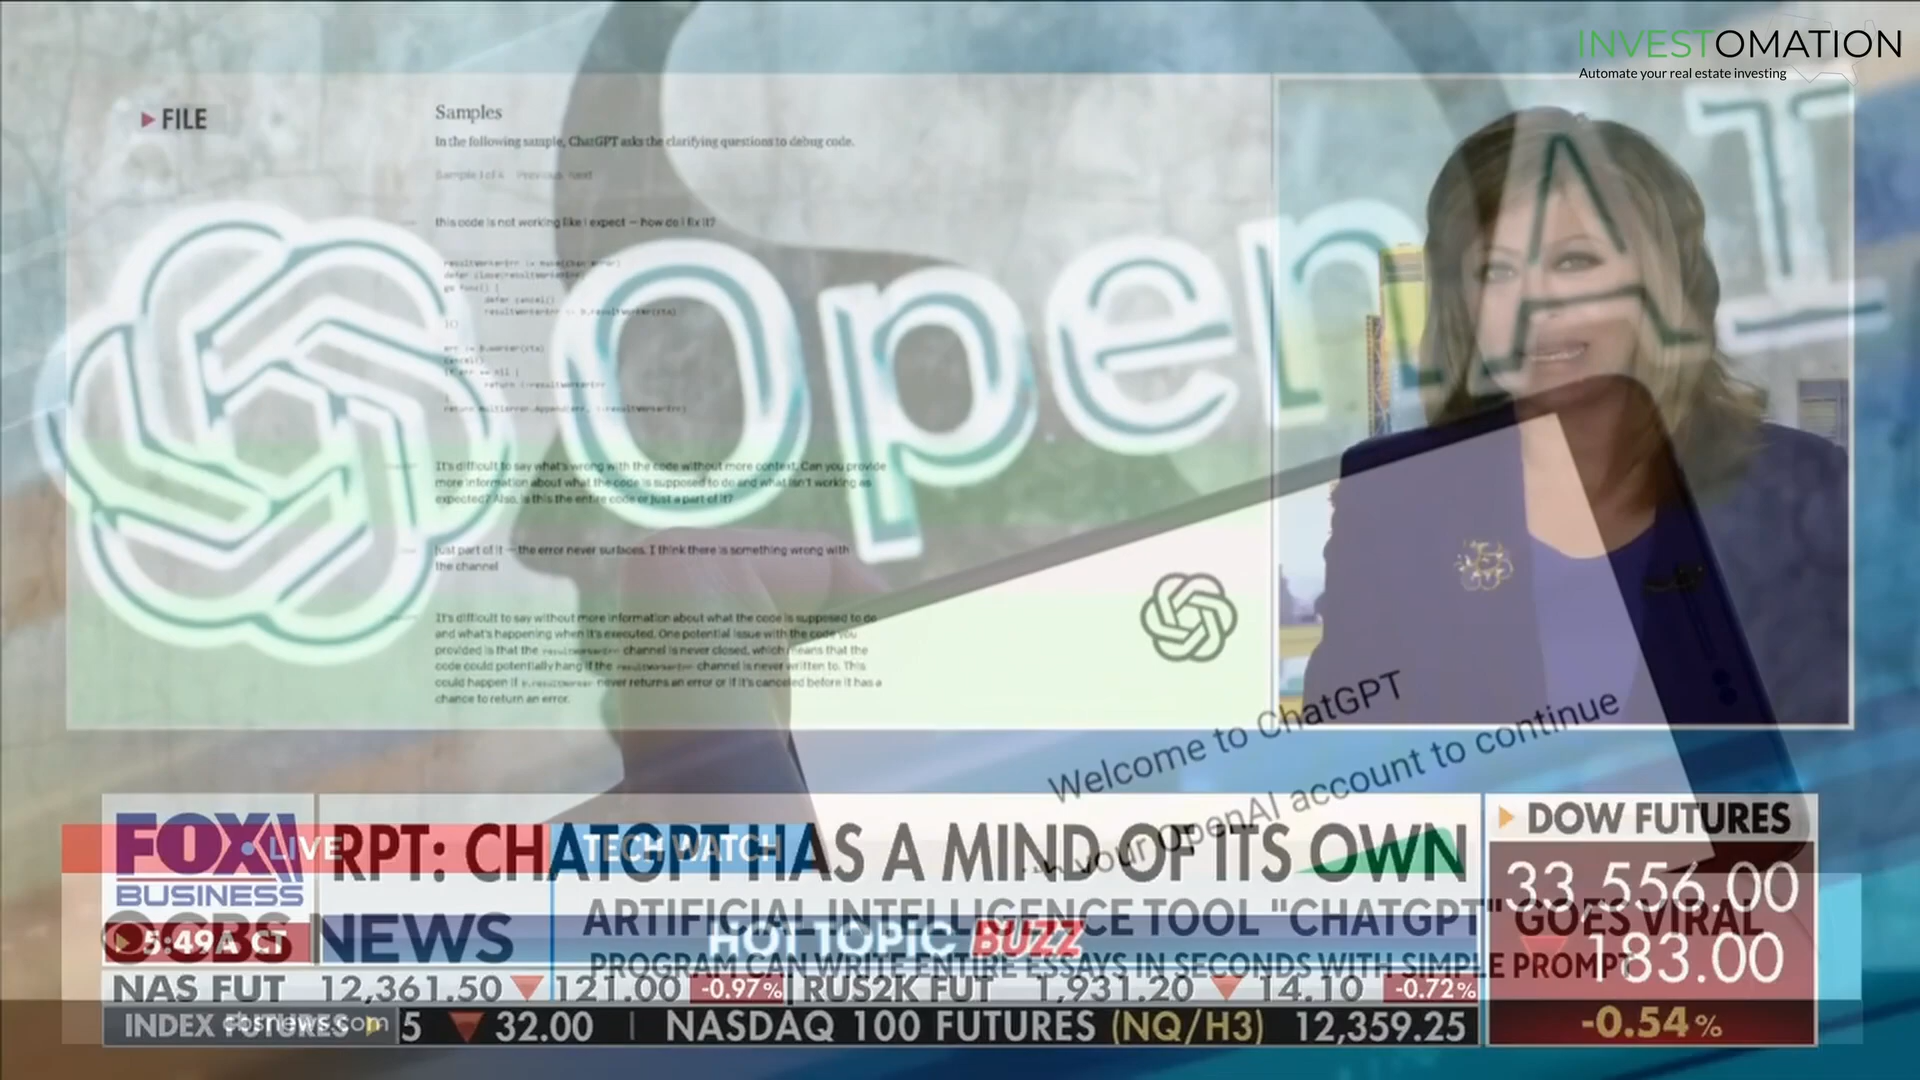 INVESTOMATION
Automate your real estate investing
FILE
Samples
In the following sample, ChatGPT asks the clarifying questions to debug code.
this code is not working like I expect — how do I fix it?
defer cancel()
It's difficult to say what's wrong with the code without more context. Can you provide
more information about what the code is supposed to do and what isn't working as
expected? Also, is this the entire code or just a part of it?
just part of it — the error never surfaces. I think there is something wrong with
the channel
It's difficult to say without more information about what the code is supposed to do
and what's happening when it's executed. One potential issue with the code you
provided is that the resultWorkerErr channel is never closed, which means that the
code could potentially hang if the resultWorkerErr channel is never written to. This
could happen if b.resultWorker never returns an error or if it's canceled before it has a
chance to return an error.
OpenAI
Welcome to ChatGPT
your OpenAI account to continue
FOX
BUSINESS
LIVE
RPT: CHATGPT HAS A MIND OF ITS OWN
TECH WATCH
DOW FUTURES
33,556.00
183.00
-0.54%
CBS NEWS
5:49A CT
ARTIFICIAL INTELLIGENCE TOOL "CHATGPT" GOES VIRAL
HOT TOPIC BUZZ
PROGRAM CAN WRITE ENTIRE ESSAYS IN SECONDS WITH SIMPLE PROMPT
NAS FUT 12,361.50 121.00 -0.97% RUS2K FUT 1,931.20 14.10 -0.72%
INDEX FUTURES 5 32.00 NASDAQ 100 FUTURES (NQ/H3) 12,359.25
cbsnews.com